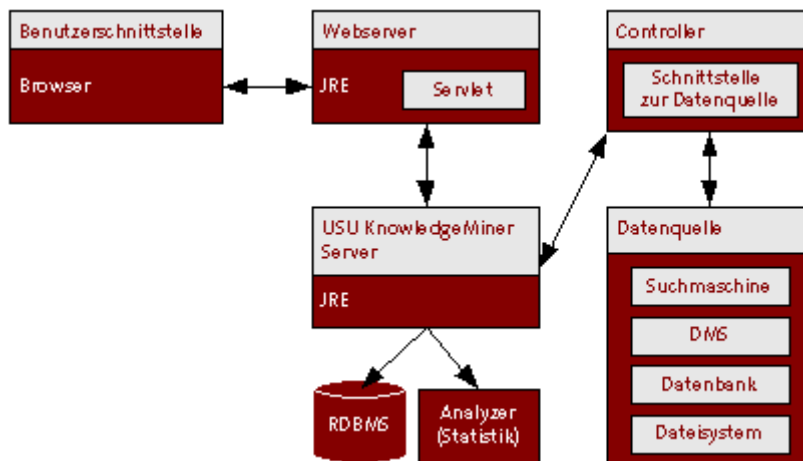 Benutzerschnittstelle
Browser
Webserver
JRE
Servlet
Controller
Schnittstelle
zur Datenquelle
USU KnowledgeMiner
Server
JRE
Datenquelle
Suchmaschine
DMS
Datenbank
Dateisystem
RDBMS
Analyzer
(Statistik)